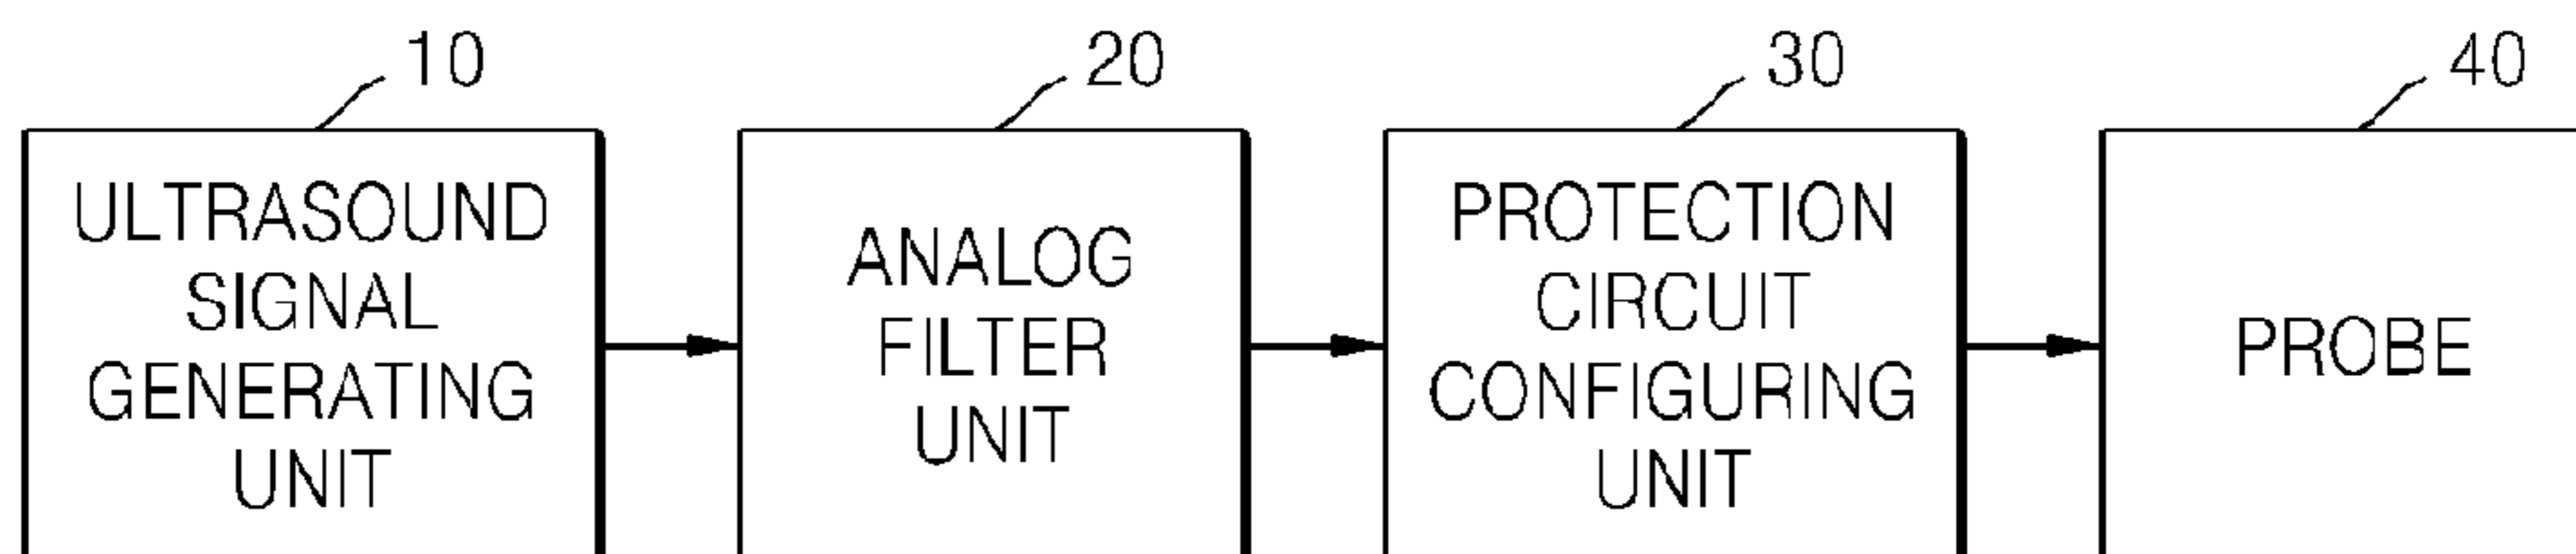 10
20
30
40
ULTRASOUND
SIGNAL
GENERATING
UNIT
ANALOG
FILTER
UNIT
PROTECTION
CIRCUIT
CONFIGURING
UNIT
PROBE